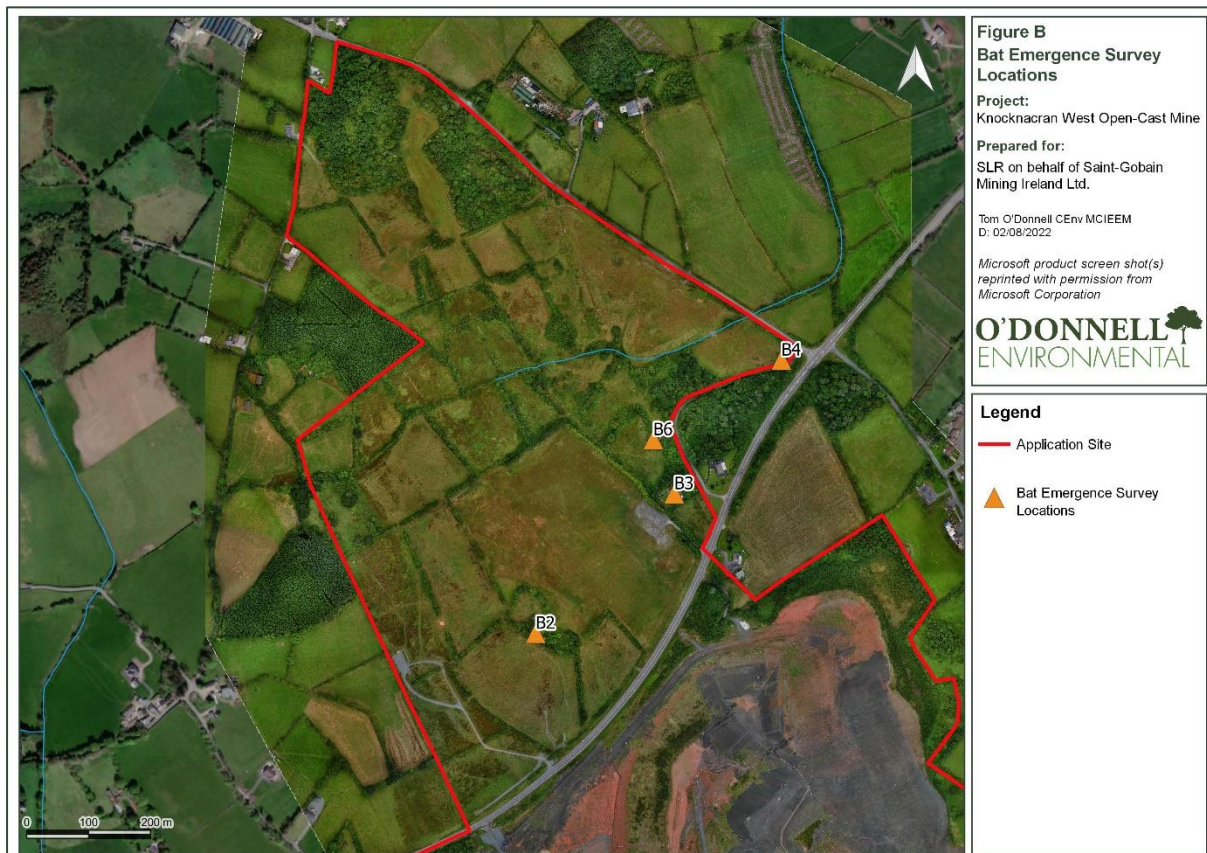 Figure B
Bat Emergence Survey
Locations
Project:
Knocknacran West Open-Cast Mine
Prepared for:
SLR on behalf of Saint-Gobain
Mining Ireland Ltd.
Tom O'Donnell CEnv MCIEEM
D: 02/08/2022
Microsoft product screen shot(s)
reprinted with permission from
Microsoft Corporation
O'DONNELL
ENVIRONMENTAL
Legend
Application Site
Bat Emergence Survey
Locations
B4
B6
B3
B2
0 100 200 m